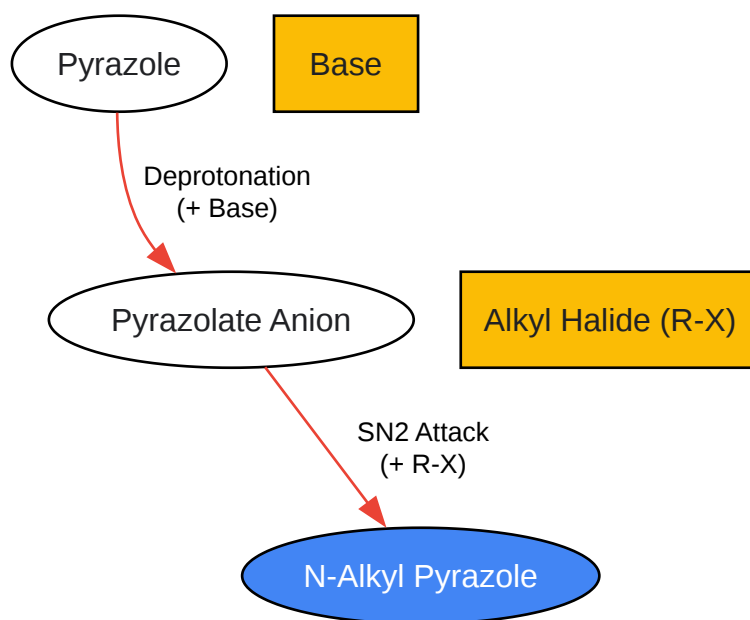 Pyrazole
Base
Deprotonation
(+ Base)
Pyrazolate Anion
Alkyl Halide (R-X)
SN2 Attack
(+ R-X)
N-Alkyl Pyrazole